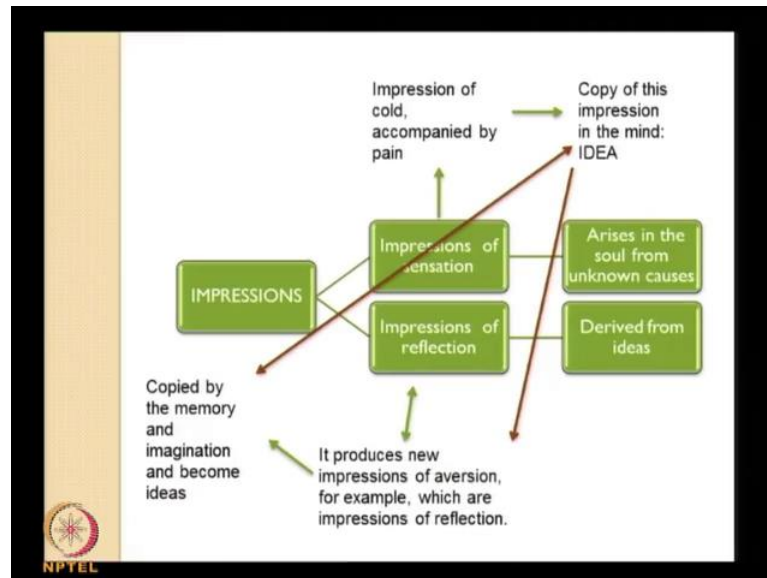 Impression of
cold,
accompanied by
pain
Copy of this
impression
in the mind:
IDEA
IMPRESSIONS
Impressions of
sensation
Arises in the
soul from
unknown causes
Impressions of
reflection
Derived from
ideas
Copied by
the memory
and
imagination
and become
ideas
It produces new
impressions of aversion,
for example, which are
impressions of reflection.
NPTEL